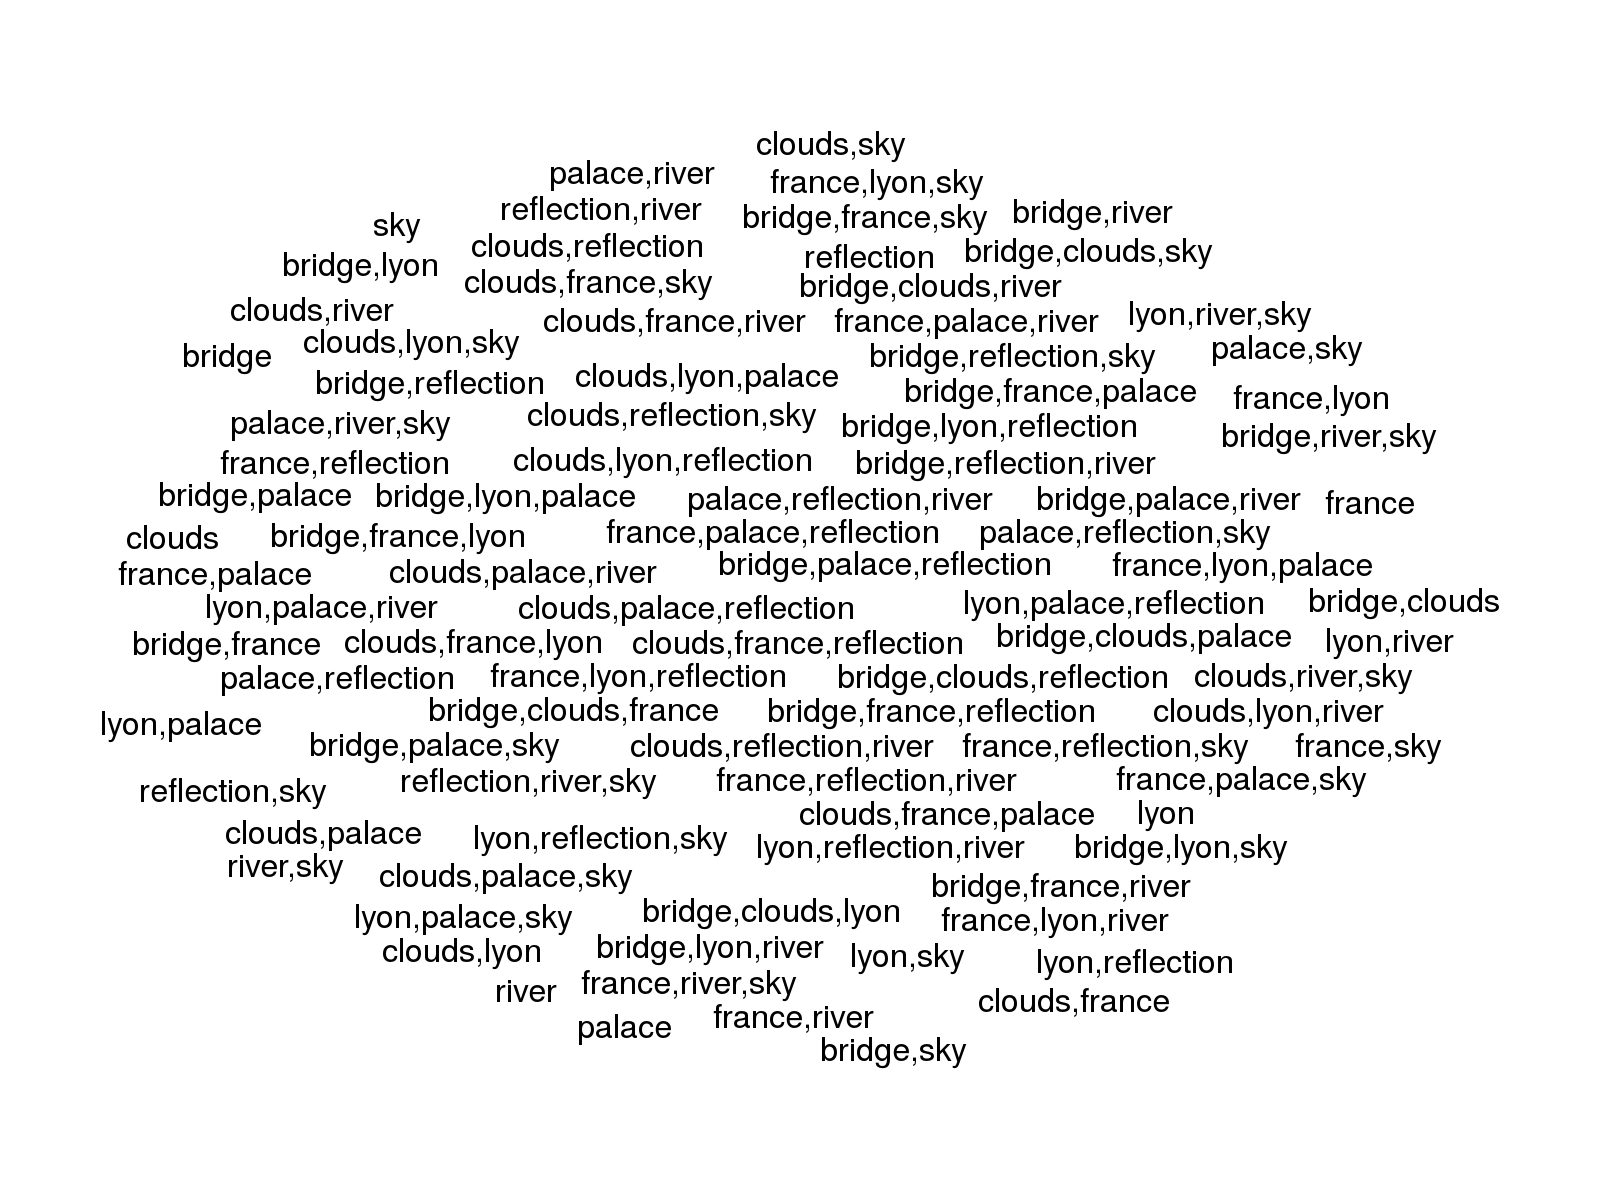 clouds,sky
palace,river
france,lyon,sky
reflection,river
bridge,france,sky
bridge,river
sky
clouds,reflection
reflection
bridge,clouds,sky
bridge,lyon
clouds,france,sky
bridge,clouds,river
clouds,river
clouds,france,river
france,palace,river
lyon,river,sky
bridge
clouds,lyon,sky
bridge,reflection,sky
palace,sky
bridge,reflection
clouds,lyon,palace
bridge,france,palace
france,lyon
palace,river,sky
clouds,reflection,sky
bridge,lyon,reflection
bridge,river,sky
france,reflection
clouds,lyon,reflection
bridge,reflection,river
bridge,palace
bridge,lyon,palace
palace,reflection,river
bridge,palace,river
france
clouds
bridge,france,lyon
france,palace,reflection
palace,reflection,sky
france,palace
clouds,palace,river
bridge,palace,reflection
france,lyon,palace
lyon,palace,river
clouds,palace,reflection
lyon,palace,reflection
bridge,clouds
bridge,france
clouds,france,lyon
clouds,france,reflection
bridge,clouds,palace
lyon,river
palace,reflection
france,lyon,reflection
bridge,clouds,reflection
clouds,river,sky
lyon,palace
bridge,clouds,france
bridge,france,reflection
clouds,lyon,river
bridge,palace,sky
clouds,reflection,river
france,reflection,sky
france,sky
reflection,sky
reflection,river,sky
france,reflection,river
france,palace,sky
clouds,france,palace
lyon
clouds,palace
lyon,reflection,sky
lyon,reflection,river
bridge,lyon,sky
river,sky
clouds,palace,sky
bridge,france,river
lyon,palace,sky
bridge,clouds,lyon
france,lyon,river
clouds,lyon
bridge,lyon,river
lyon,sky
lyon,reflection
river
france,river,sky
clouds,france
palace
france,river
bridge,sky